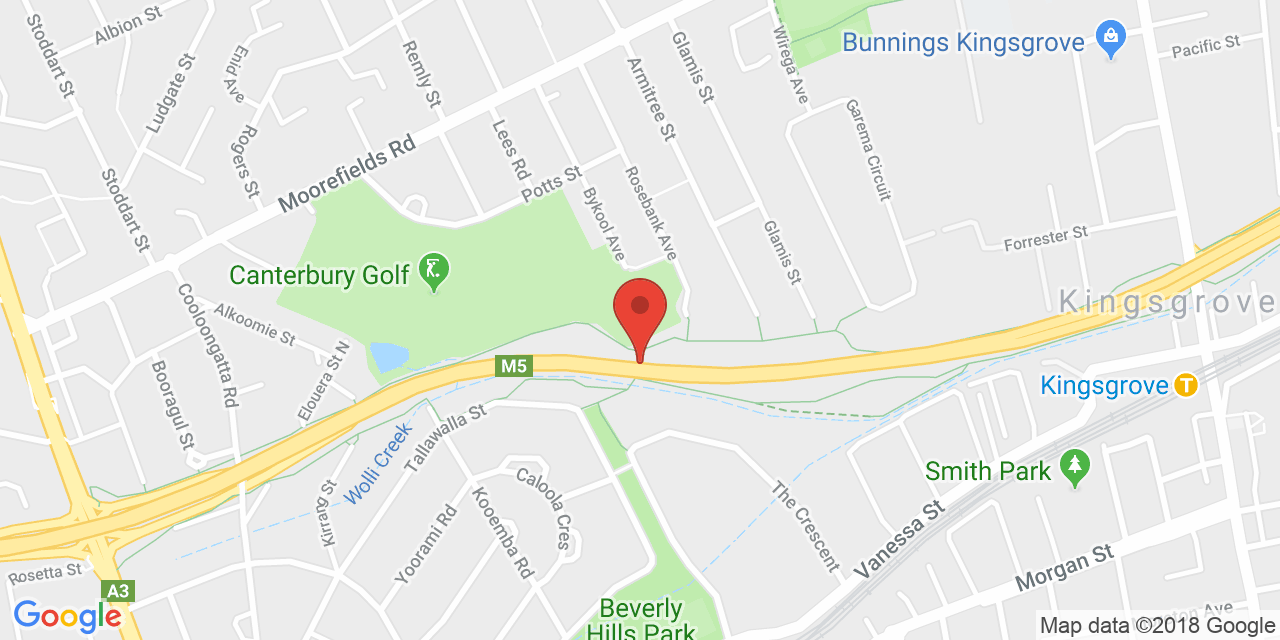 Albion St
Stoddart St
Ludgate St
Enid Ave
Rogers St
Remly St
Lees Rd
Moorefields Rd
Potts St
Bykool Ave
Rosebank Ave
Armitree St
Glamis St
Wirega Ave
Garema Circuit
Bunnings Kingsgrove
Pacific St
Stoddart St
Glamis St
Forrester St
Canterbury Golf
Kingsgrove
Cooloongatta Rd
Alkoomie St
Elouera St N
Booragul St
M5
Kingsgrove
Tallawalla St
Wolli Creek
Kirrang St
Yoorami Rd
Kooemba Rd
Caloola Cres
The Crescent
Smith Park
Vanessa St
Morgan St
Rosetta St
A3
Beverly
Hills Park
Google
Map data ©2018 Google